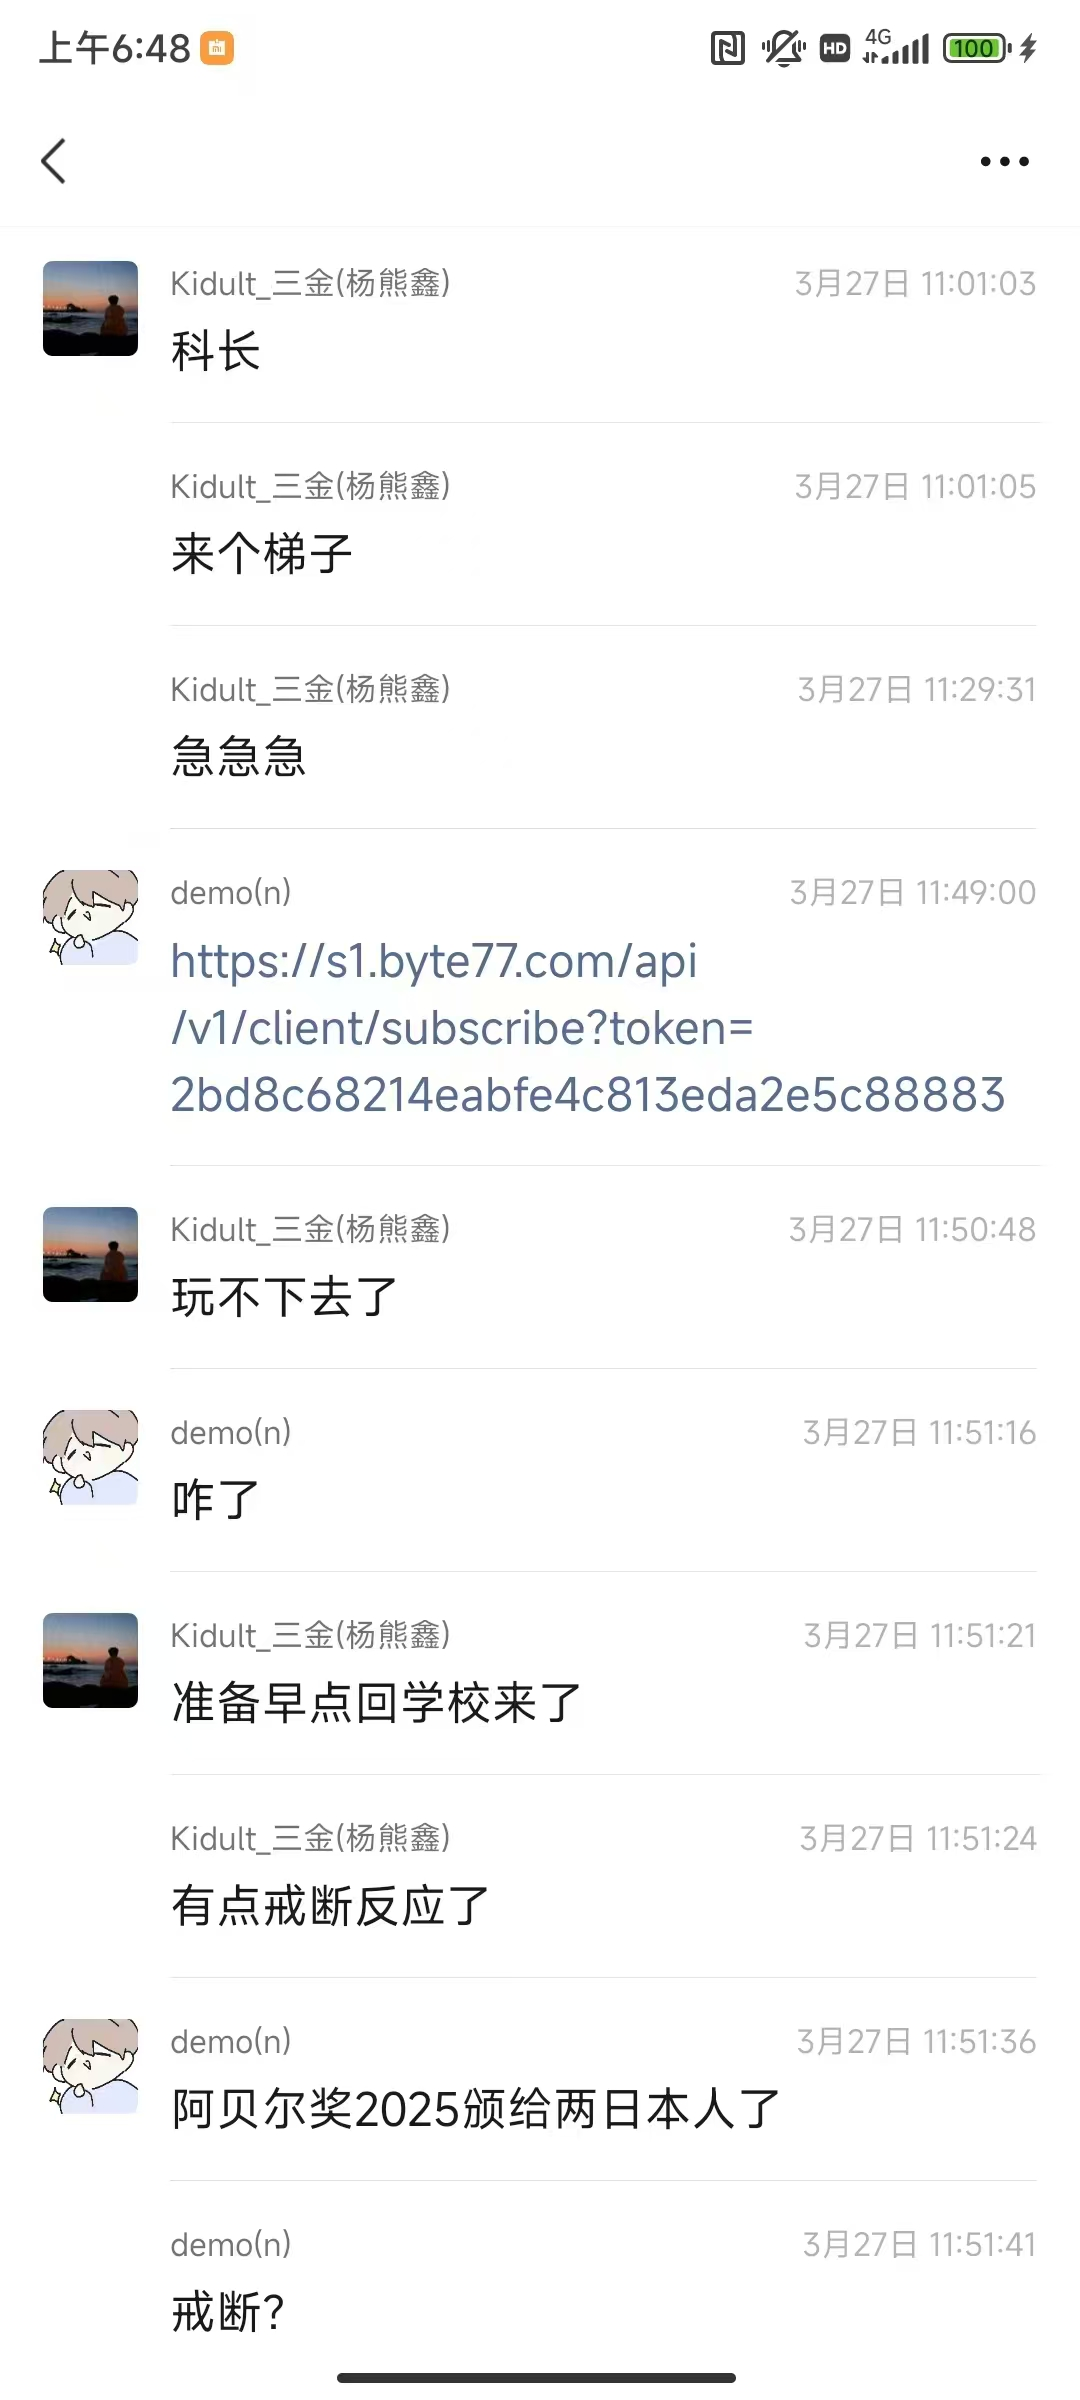 上午6:48
HD 4G 100
Kidult_三金(杨熊鑫) 3月27日 11:01:03
科长
Kidult_三金(杨熊鑫) 3月27日 11:01:05
来个梯子
Kidult_三金(杨熊鑫) 3月27日 11:29:31
急急急
demo(n) 3月27日 11:49:00
https://s1.byte77.com/api
/v1/client/subscribe?token=
2bd8c68214eabfe4c813eda2e5c88883
Kidult_三金(杨熊鑫) 3月27日 11:50:48
玩不下去了
demo(n) 3月27日 11:51:16
咋了
Kidult_三金(杨熊鑫) 3月27日 11:51:21
准备早点回学校来了
Kidult_三金(杨熊鑫) 3月27日 11:51:24
有点戒断反应了
demo(n) 3月27日 11:51:36
阿贝尔奖2025颁给两日本人了
demo(n) 3月27日 11:51:41
戒断?